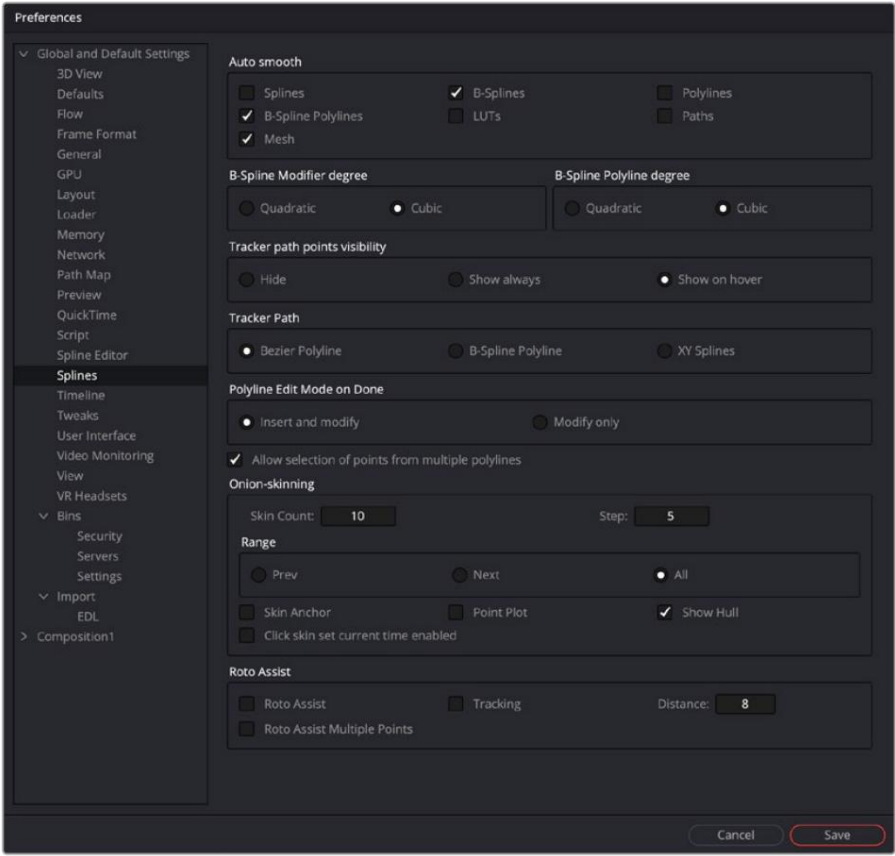 Preferences
Global and Default Settings
3D View
Defaults
Flow
Frame Format
General
GPU
Layout
Loader
Memory
Network
Path Map
Preview
QuickTime
Script
Spline Editor
Splines
Timeline
Tweaks
User Interface
Video Monitoring
View
VR Headsets
Bins
Security
Servers
Settings
Import
EDL
Composition1
Auto smooth
Splines B-Splines Polylines
B-Spline Polylines LUTs Paths
Mesh
B-Spline Modifier degree B-Spline Polyline degree
Quadratic Cubic Quadratic Cubic
Tracker path points visibility
Hide Show always Show on hover
Tracker Path
Bezier Polyline B-Spline Polyline XY Splines
Polyline Edit Mode on Done
Insert and modify Modify only
Allow selection of points from multiple polylines
Onion-skinning
Skin Count: 10 Step: 5
Range
Prev Next All
Skin Anchor Point Plot Show Hull
Click skin set current time enabled
Roto Assist
Roto Assist Tracking Distance: 8
Roto Assist Multiple Points
Cancel Save